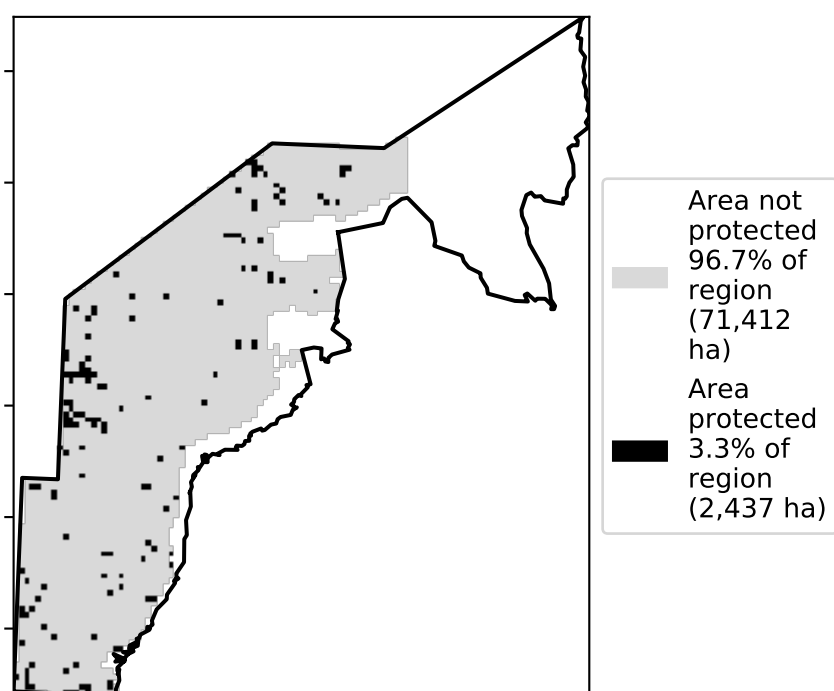 Area not
protected
96.7% of
region
(71,412
ha)
Area
protected
3.3% of
region
(2,437 ha)